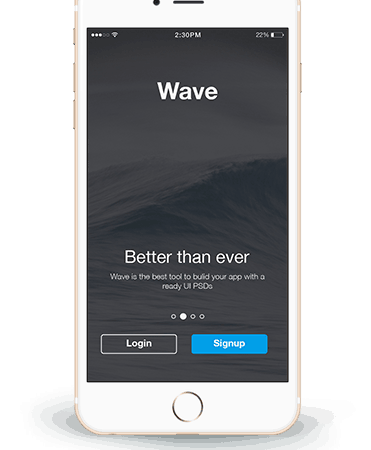 2:30PM
22%
Wave
Better than ever
Wave is the best tool to bulid your app with a
ready UI PSDs
Login
Signup